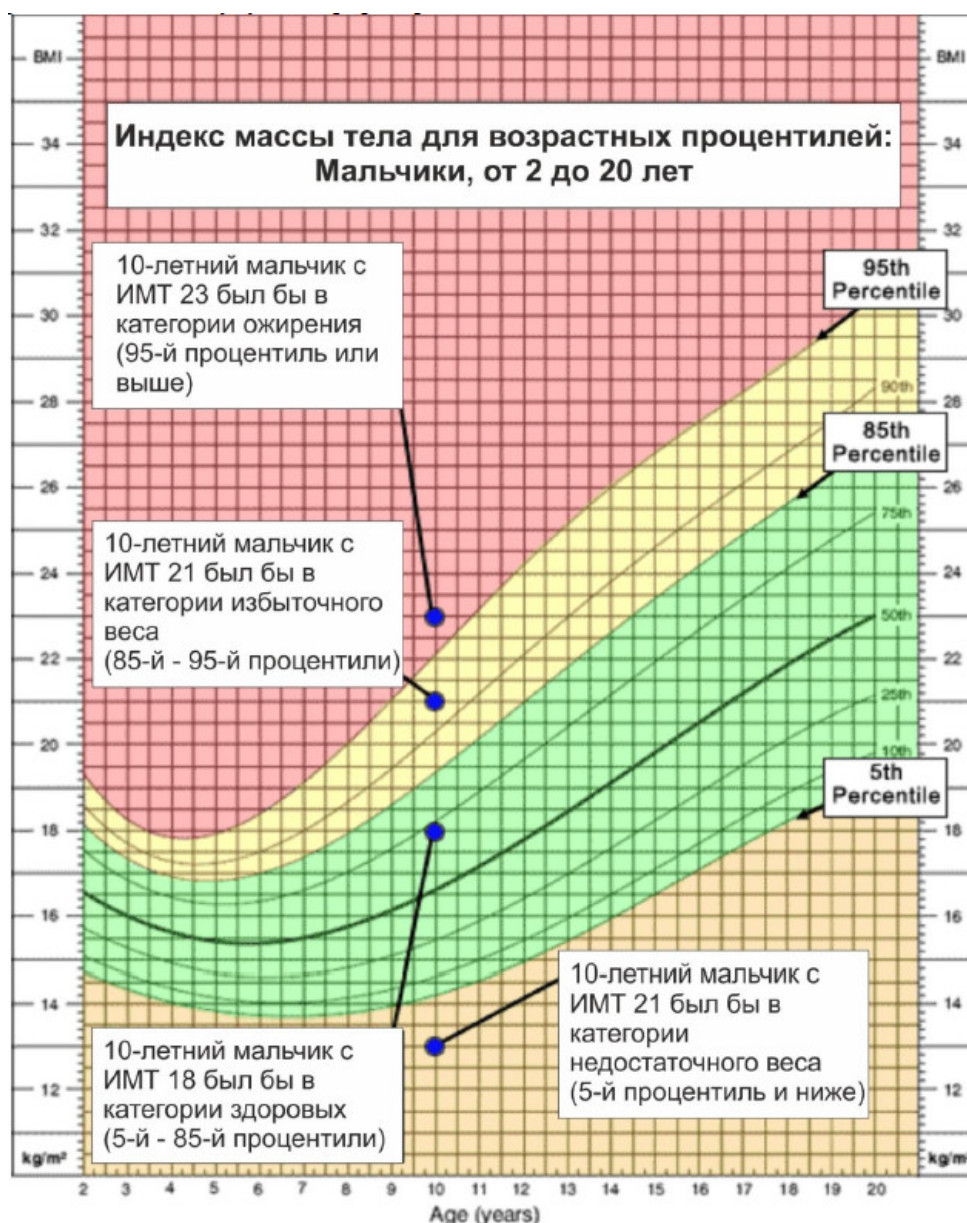 BMI
BMI
Индекс массы тела для возрастных процентилей:
Мальчики, от 2 до 20 лет
34
34
32
32
10-летний мальчик с
ИМТ 23 был бы в
категории ожирения
(95-й процентиль или
выше)
95th
Percentile
30
30
28
28
90th
85th
Percentile
26
26
75th
10-летний мальчик с
ИМТ 21 был бы в
категории избыточного
веса
(85-й - 95-й процентили)
24
24
50th
22
22
25th
20
20
10th
5th
Percentile
18
18
16
16
10-летний мальчик с
ИМТ 21 был бы в
категории
недостаточного веса
(5-й процентиль и ниже)
14
14
10-летний мальчик с
ИМТ 18 был бы в
категории здоровых
(5-й - 85-й процентили)
12
12
kg/m²
kg/m²
2 3 4 5 6 7 8 9 10 11 12 13 14 15 16 17 18 19 20
Age (years)